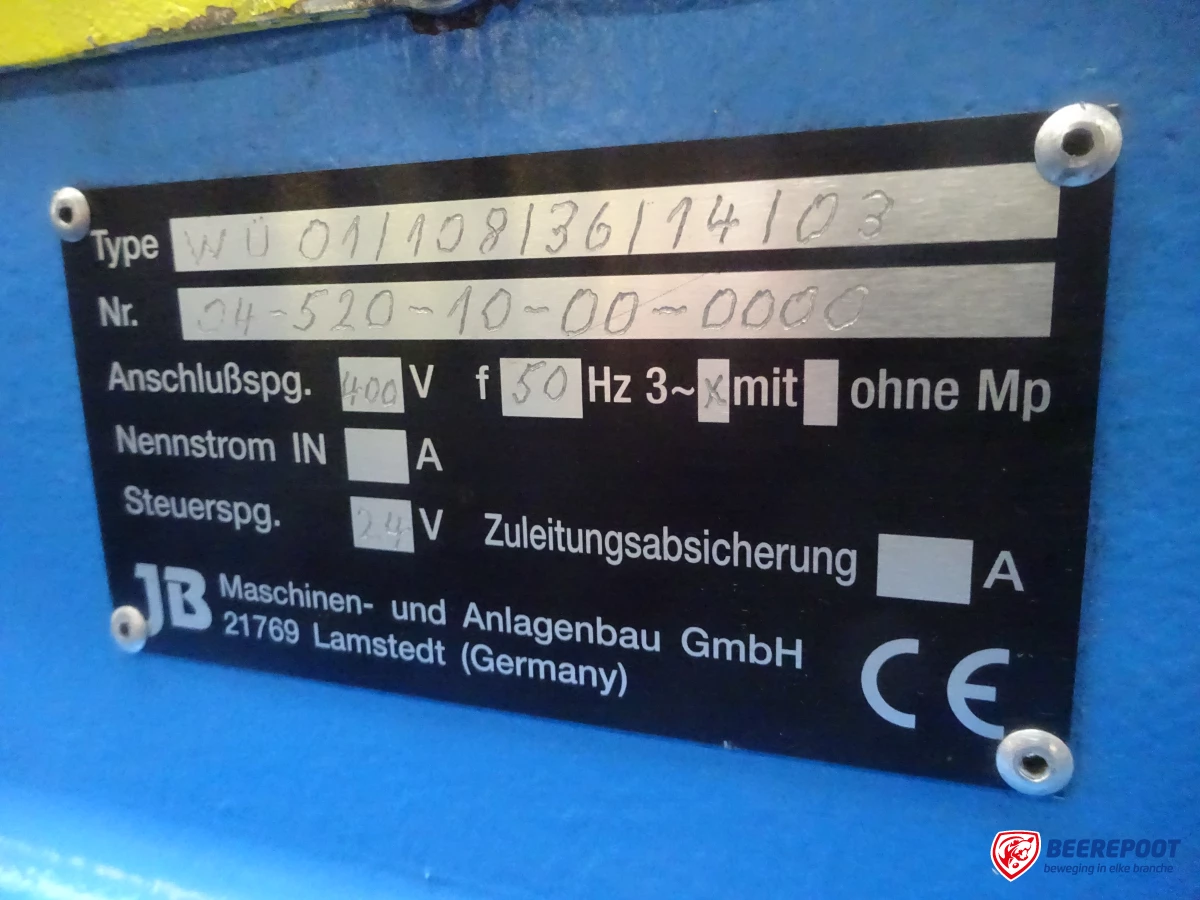 Type WÜ 01/108/36/14/03
Nr. 04-520-10-00-0000
Anschlußspg. 400 V f 50 Hz 3~ x mit ohne Mp
Nennstrom IN A
Steuerspg. 24 V Zuleitungsabsicherung A
JB Maschinen- und Anlagenbau GmbH
21769 Lamstedt (Germany)
CE
BEEREPOOT
beweging in elke branche